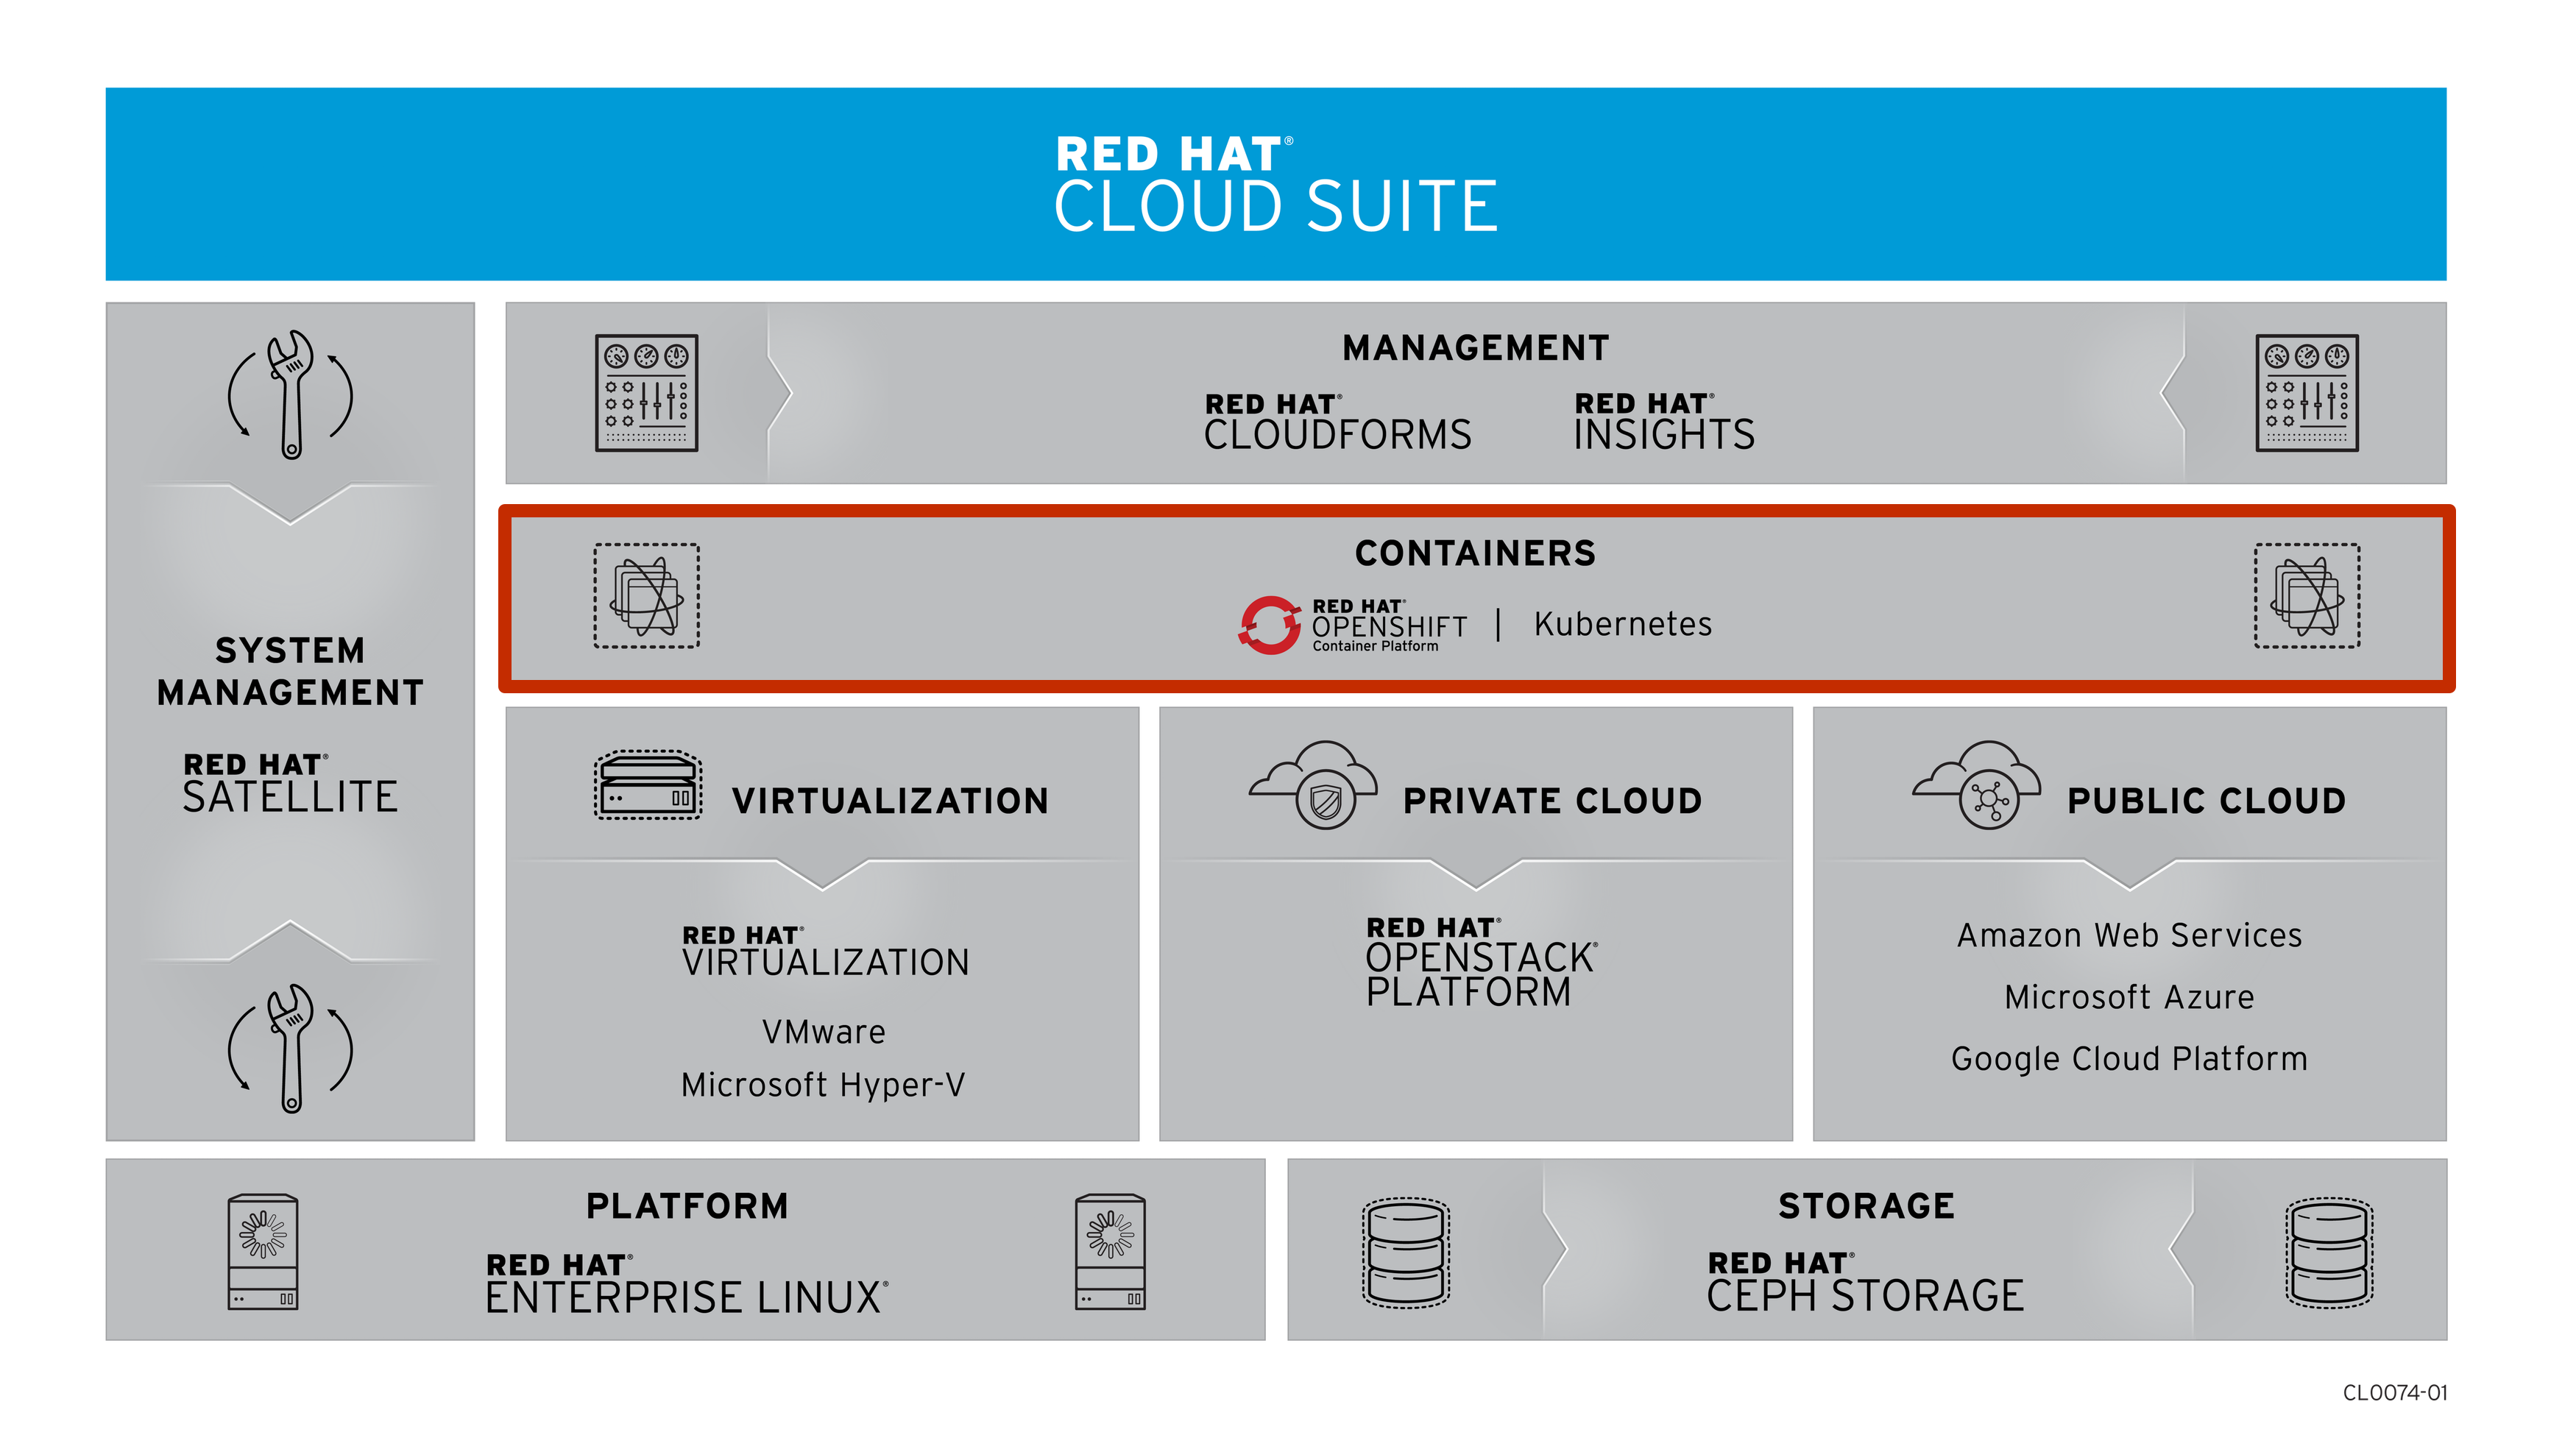 RED HAT®
CLOUD SUITE
SYSTEM
MANAGEMENT
RED HAT®
SATELLITE
MANAGEMENT
RED HAT®
CLOUDFORMS
RED HAT®
INSIGHTS
CONTAINERS
RED HAT®
OPENSHIFT
Container Platform
| Kubernetes
VIRTUALIZATION
RED HAT®
VIRTUALIZATION
VMware
Microsoft Hyper-V
PRIVATE CLOUD
RED HAT®
OPENSTACK®
PLATFORM
PUBLIC CLOUD
Amazon Web Services
Microsoft Azure
Google Cloud Platform
PLATFORM
RED HAT®
ENTERPRISE LINUX®
STORAGE
RED HAT®
CEPH STORAGE
CL0074-01